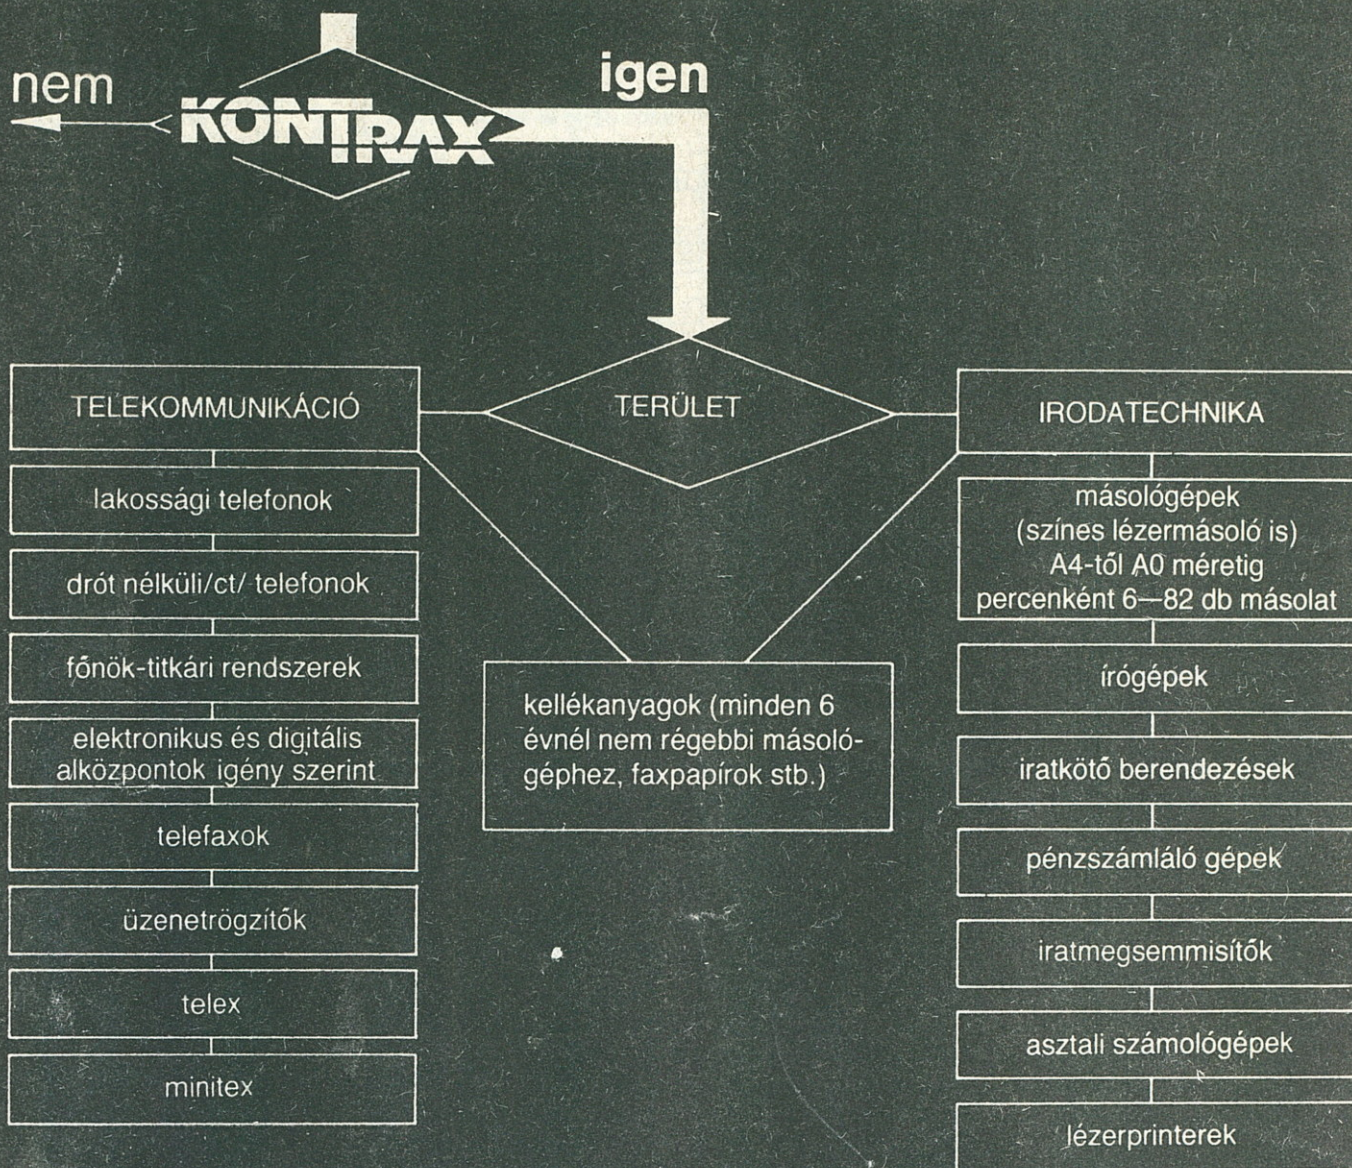 nem
KONTRAX
igen
TERÜLET
TELEKOMMUNIKÁCIÓ
lakossági telefonok
drót nélküli/ct/ telefonok
főnök-titkári rendszerek
elektronikus és digitális
alközpontok igény szerint
telefaxok
üzenetrögzítők
telex
minitex
kellékanyagok (minden 6
évnél nem régebbi másoló-
géphez, faxpapírok stb.)
IRODATECHNIKA
másológépek
(színes lézermásoló is)
A4-től A0 méretig
percenként 6—82 db másolat
írógépek
iratkötő berendezések
pénzszámláló gépek
iratmegsemmisítők
asztali számológépek
lézerprinterek